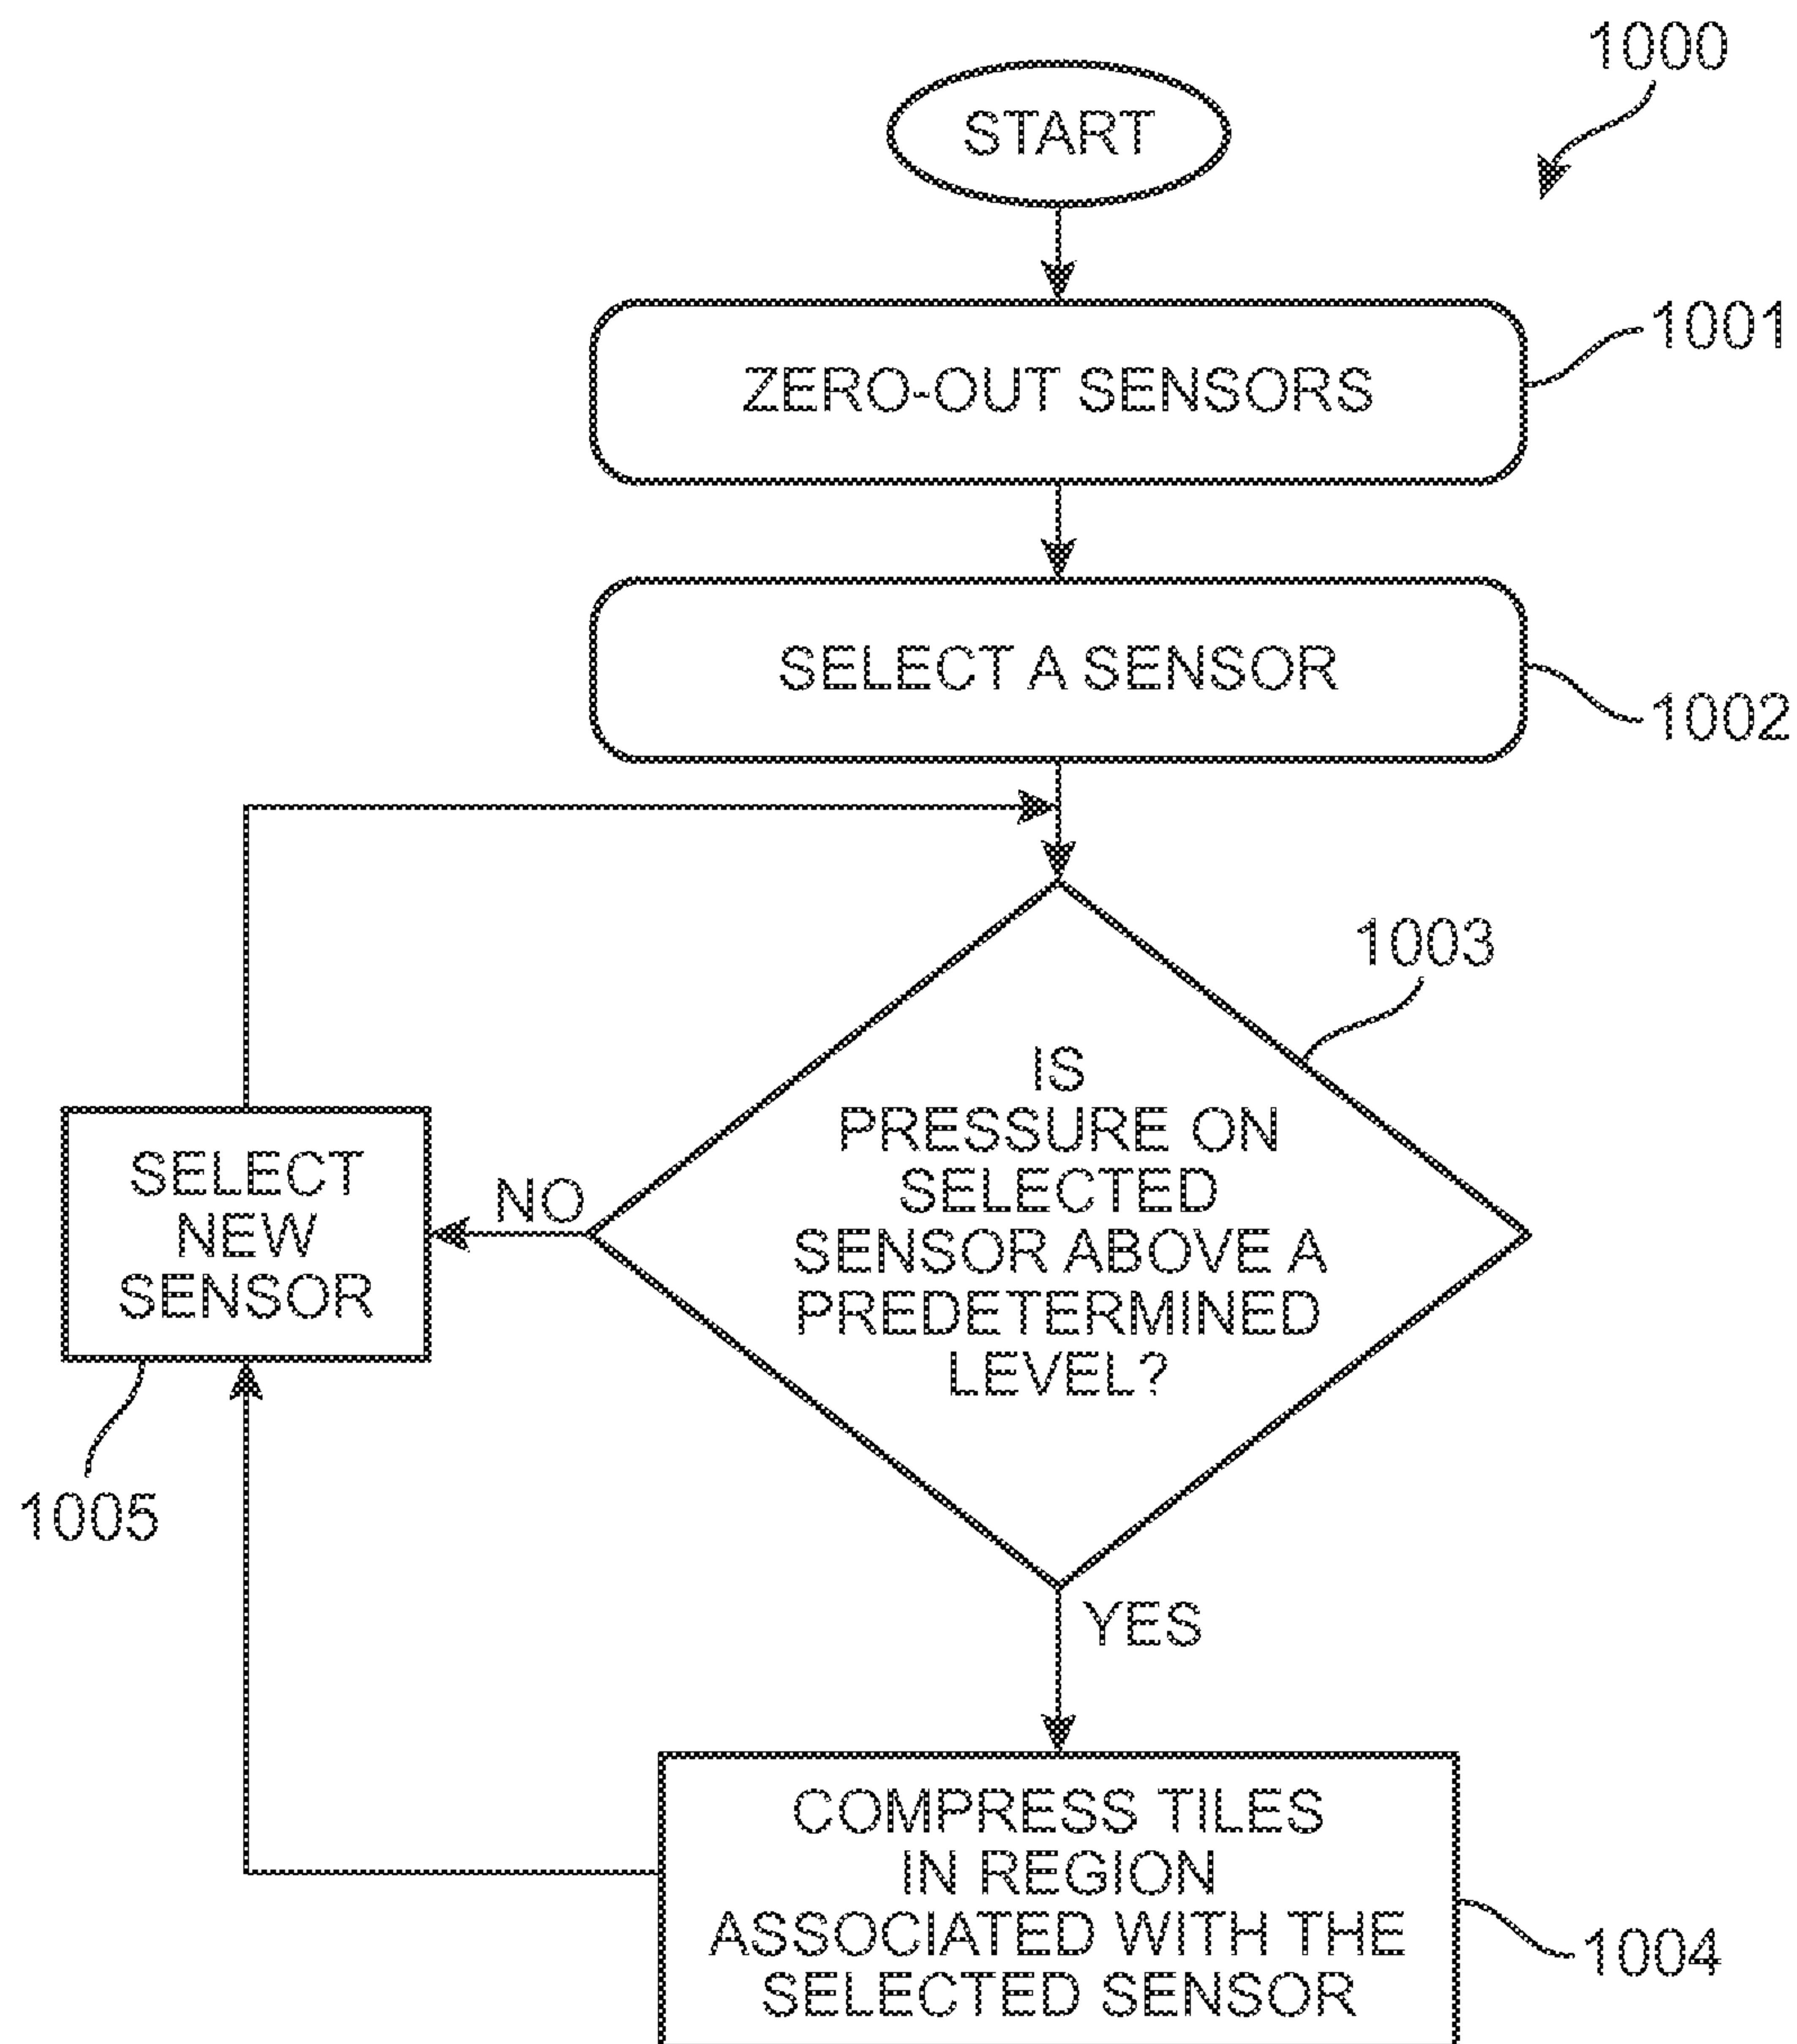 1000
START
ZERO-OUT SENSORS
1001
SELECT A SENSOR
1002
1003
IS
PRESSURE ON
SELECTED
SENSOR ABOVE A
PREDETERMINED
LEVEL?
NO
SELECT
NEW
SENSOR
1005
YES
COMPRESS TILES
IN REGION
ASSOCIATED WITH THE
SELECTED SENSOR
1004